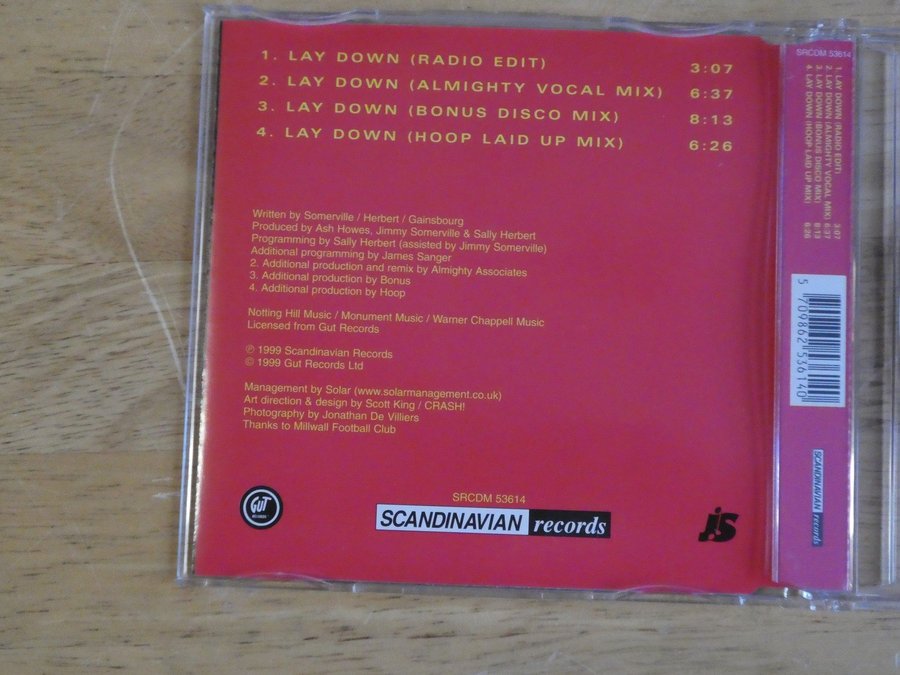 1. LAY DOWN (RADIO EDIT) 3:07
2. LAY DOWN (ALMIGHTY VOCAL MIX) 6:37
3. LAY DOWN (BONUS DISCO MIX) 8:13
4. LAY DOWN (HOOP LAID UP MIX) 6:26
Written by Somerville / Herbert / Gainsbourg
Produced by Ash Howes, Jimmy Somerville & Sally Herbert
Programming by Sally Herbert (assisted by Jimmy Somerville)
Additional programming by James Sanger
2. Additional production and remix by Almighty Associates
3. Additional production by Bonus
4. Additional production by Hoop
Notting Hill Music / Monument Music / Warner Chappell Music
Licensed from Gut Records
℗ 1999 Scandinavian Records
© 1999 Gut Records Ltd
Management by Solar (www.solarmanagement.co.uk)
Art direction & design by Scott King / CRASH!
Photography by Jonathan De Villiers
Thanks to Millwall Football Club
GUT
RECORDS
SRCDM 53614
SCANDINAVIAN records
js
SRCDM 53614
1. LAY DOWN (RADIO EDIT) 3:07
2. LAY DOWN (ALMIGHTY VOCAL MIX) 6:37
3. LAY DOWN (BONUS DISCO MIX) 8:13
4. LAY DOWN (HOOP LAID UP MIX) 6:26
5 709862 536140
SCANDINAVIAN records